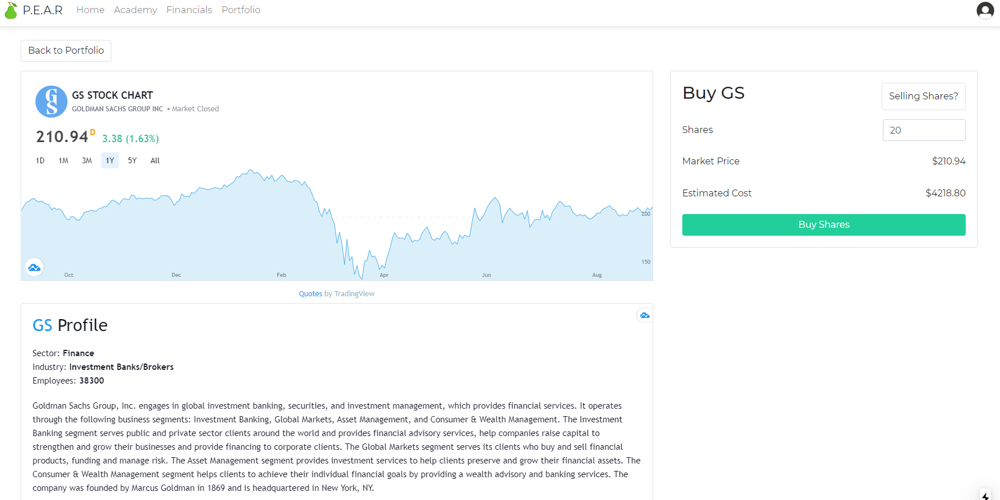 P.E.A.R Home Academy Financials Portfolio
Back to Portfolio
GS
GS STOCK CHART
GOLDMAN SACHS GROUP INC • Market Closed
210.94 D 3.38 (1.63%)
1D 1M 3M 1Y 5Y All
200
150
Oct Dec Feb Apr Jun Aug
Quotes by TradingView
Buy GS
Selling Shares?
Shares 20
Market Price $210.94
Estimated Cost $4218.80
Buy Shares
GS Profile
Sector: Finance
Industry: Investment Banks/Brokers
Employees: 38300
Goldman Sachs Group, Inc. engages in global investment banking, securities, and investment management, which provides financial services. It operates
through the following business segments: Investment Banking, Global Markets, Asset Management, and Consumer & Wealth Management. The Investment
Banking segment serves public and private sector clients around the world and provides financial advisory services, help companies raise capital to
strengthen and grow their businesses and provide financing to corporate clients. The Global Markets segment serves its clients who buy and sell financial
products, funding and manage risk. The Asset Management segment provides investment services to help clients preserve and grow their financial assets. The
Consumer & Wealth Management segment helps clients to achieve their individual financial goals by providing a wealth advisory and banking services. The
company was founded by Marcus Goldman in 1869 and is headquartered in New York, NY.